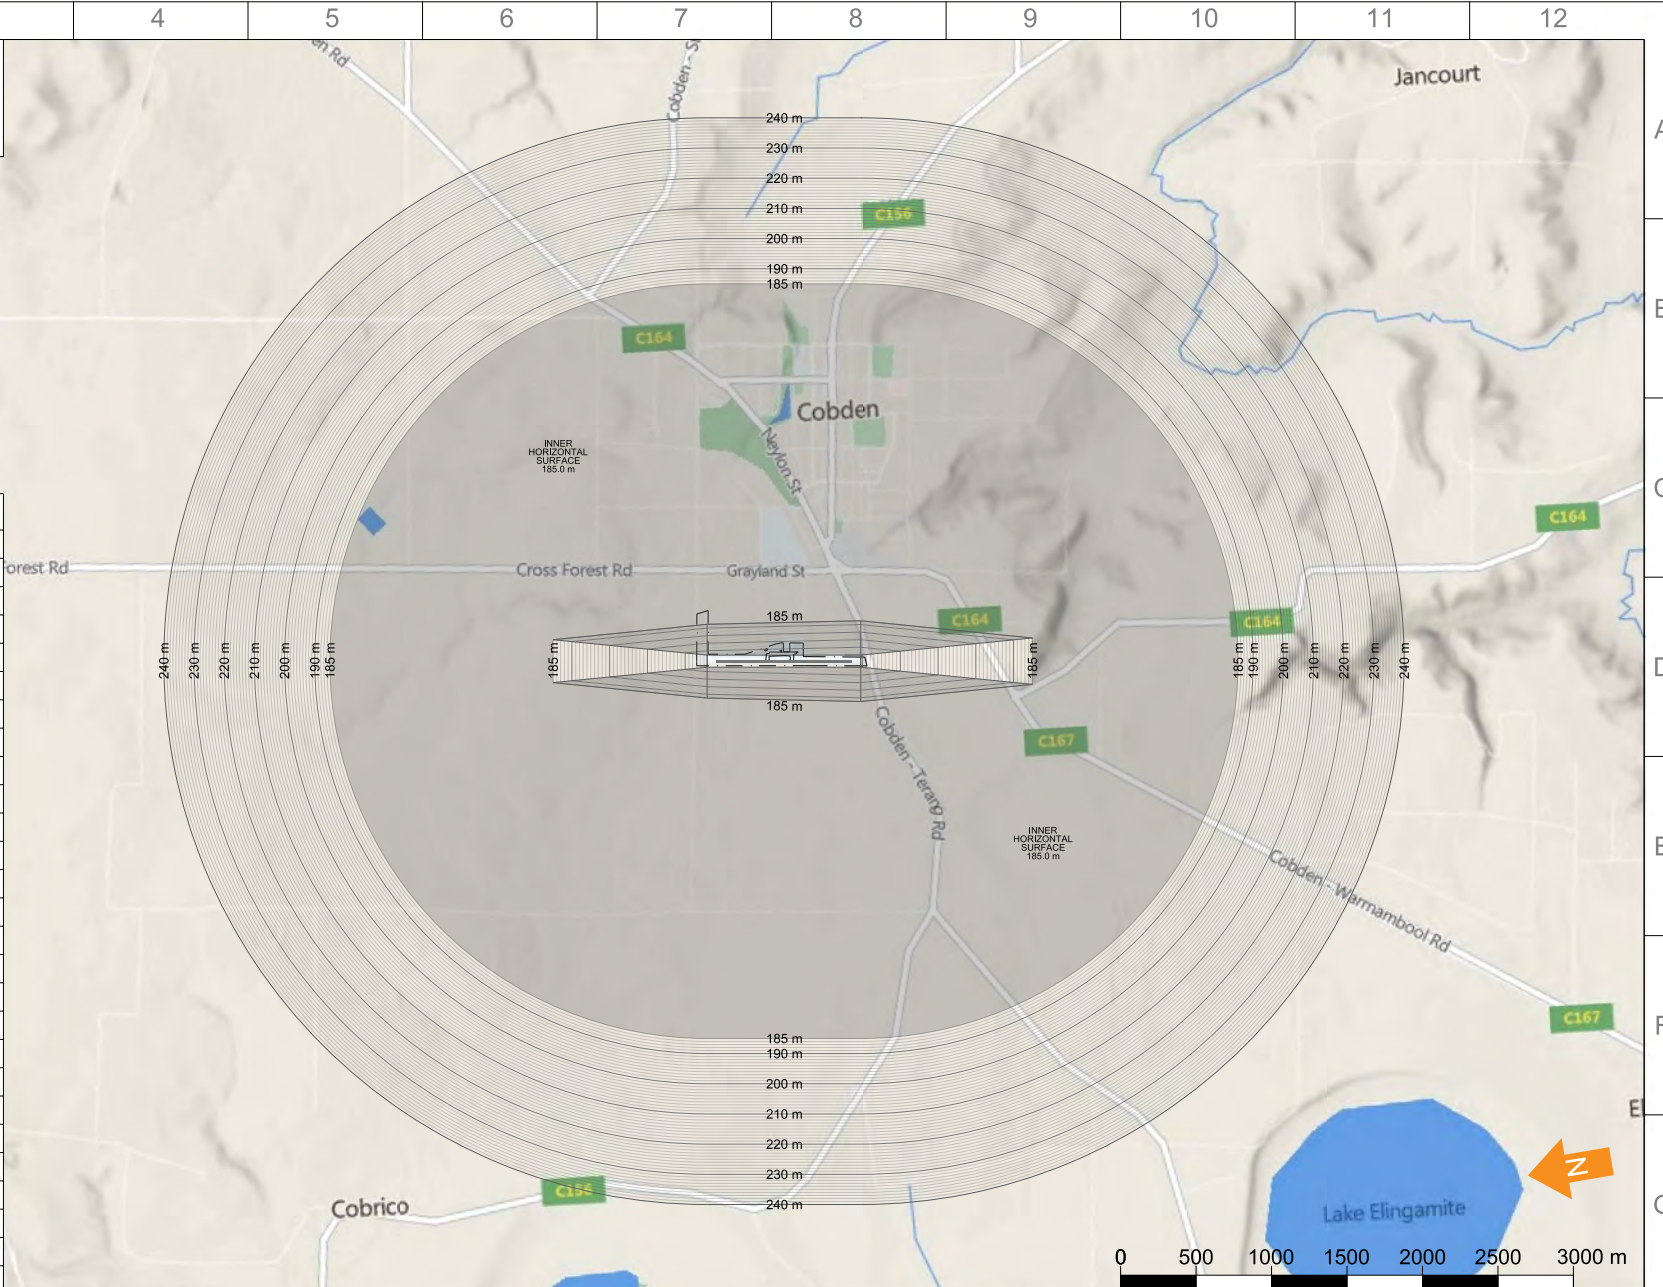 4 5 6 7 8 9 10 11 12
en Rd
Cobden - S
Jancourt
A
240 m
230 m
220 m
210 m
C156
200 m
190 m
185 m
B
C164
Cobden
Neylon St
INNER
HORIZONTAL
SURFACE
185.0 m
C
C164
orest Rd
Cross Forest Rd
Grayland St
185 m
C164
C164
240 m 230 m 220 m 210 m 200 m 190 m 185 m
185 m
185 m
185 m 190 m 200 m 210 m 220 m 230 m 240 m
D
185 m
C167
Cobden - Terang Rd
INNER
HORIZONTAL
SURFACE
185.0 m
E
Cobden - Warrnambool Rd
C167
F
185 m
190 m
200 m
210 m
220 m
230 m
240 m
El
N
C156
Cobrico
Lake Elingamite
G
0 500 1000 1500 2000 2500 3000 m